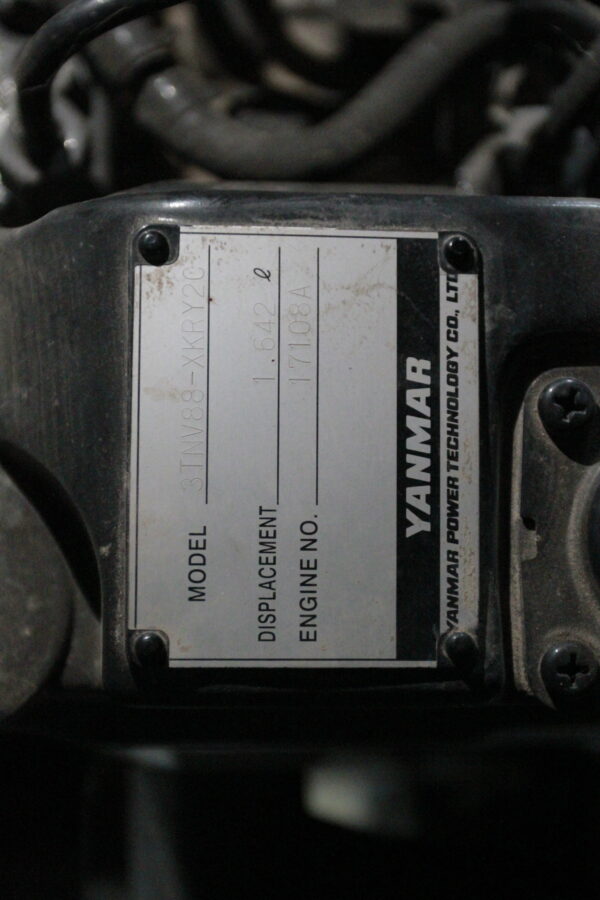 MODEL 3TNV88-XKRY2C
DISPLACEMENT 1.642 ℓ
ENGINE NO. 17108A
YANMAR
YANMAR POWER TECHNOLOGY CO., LTD